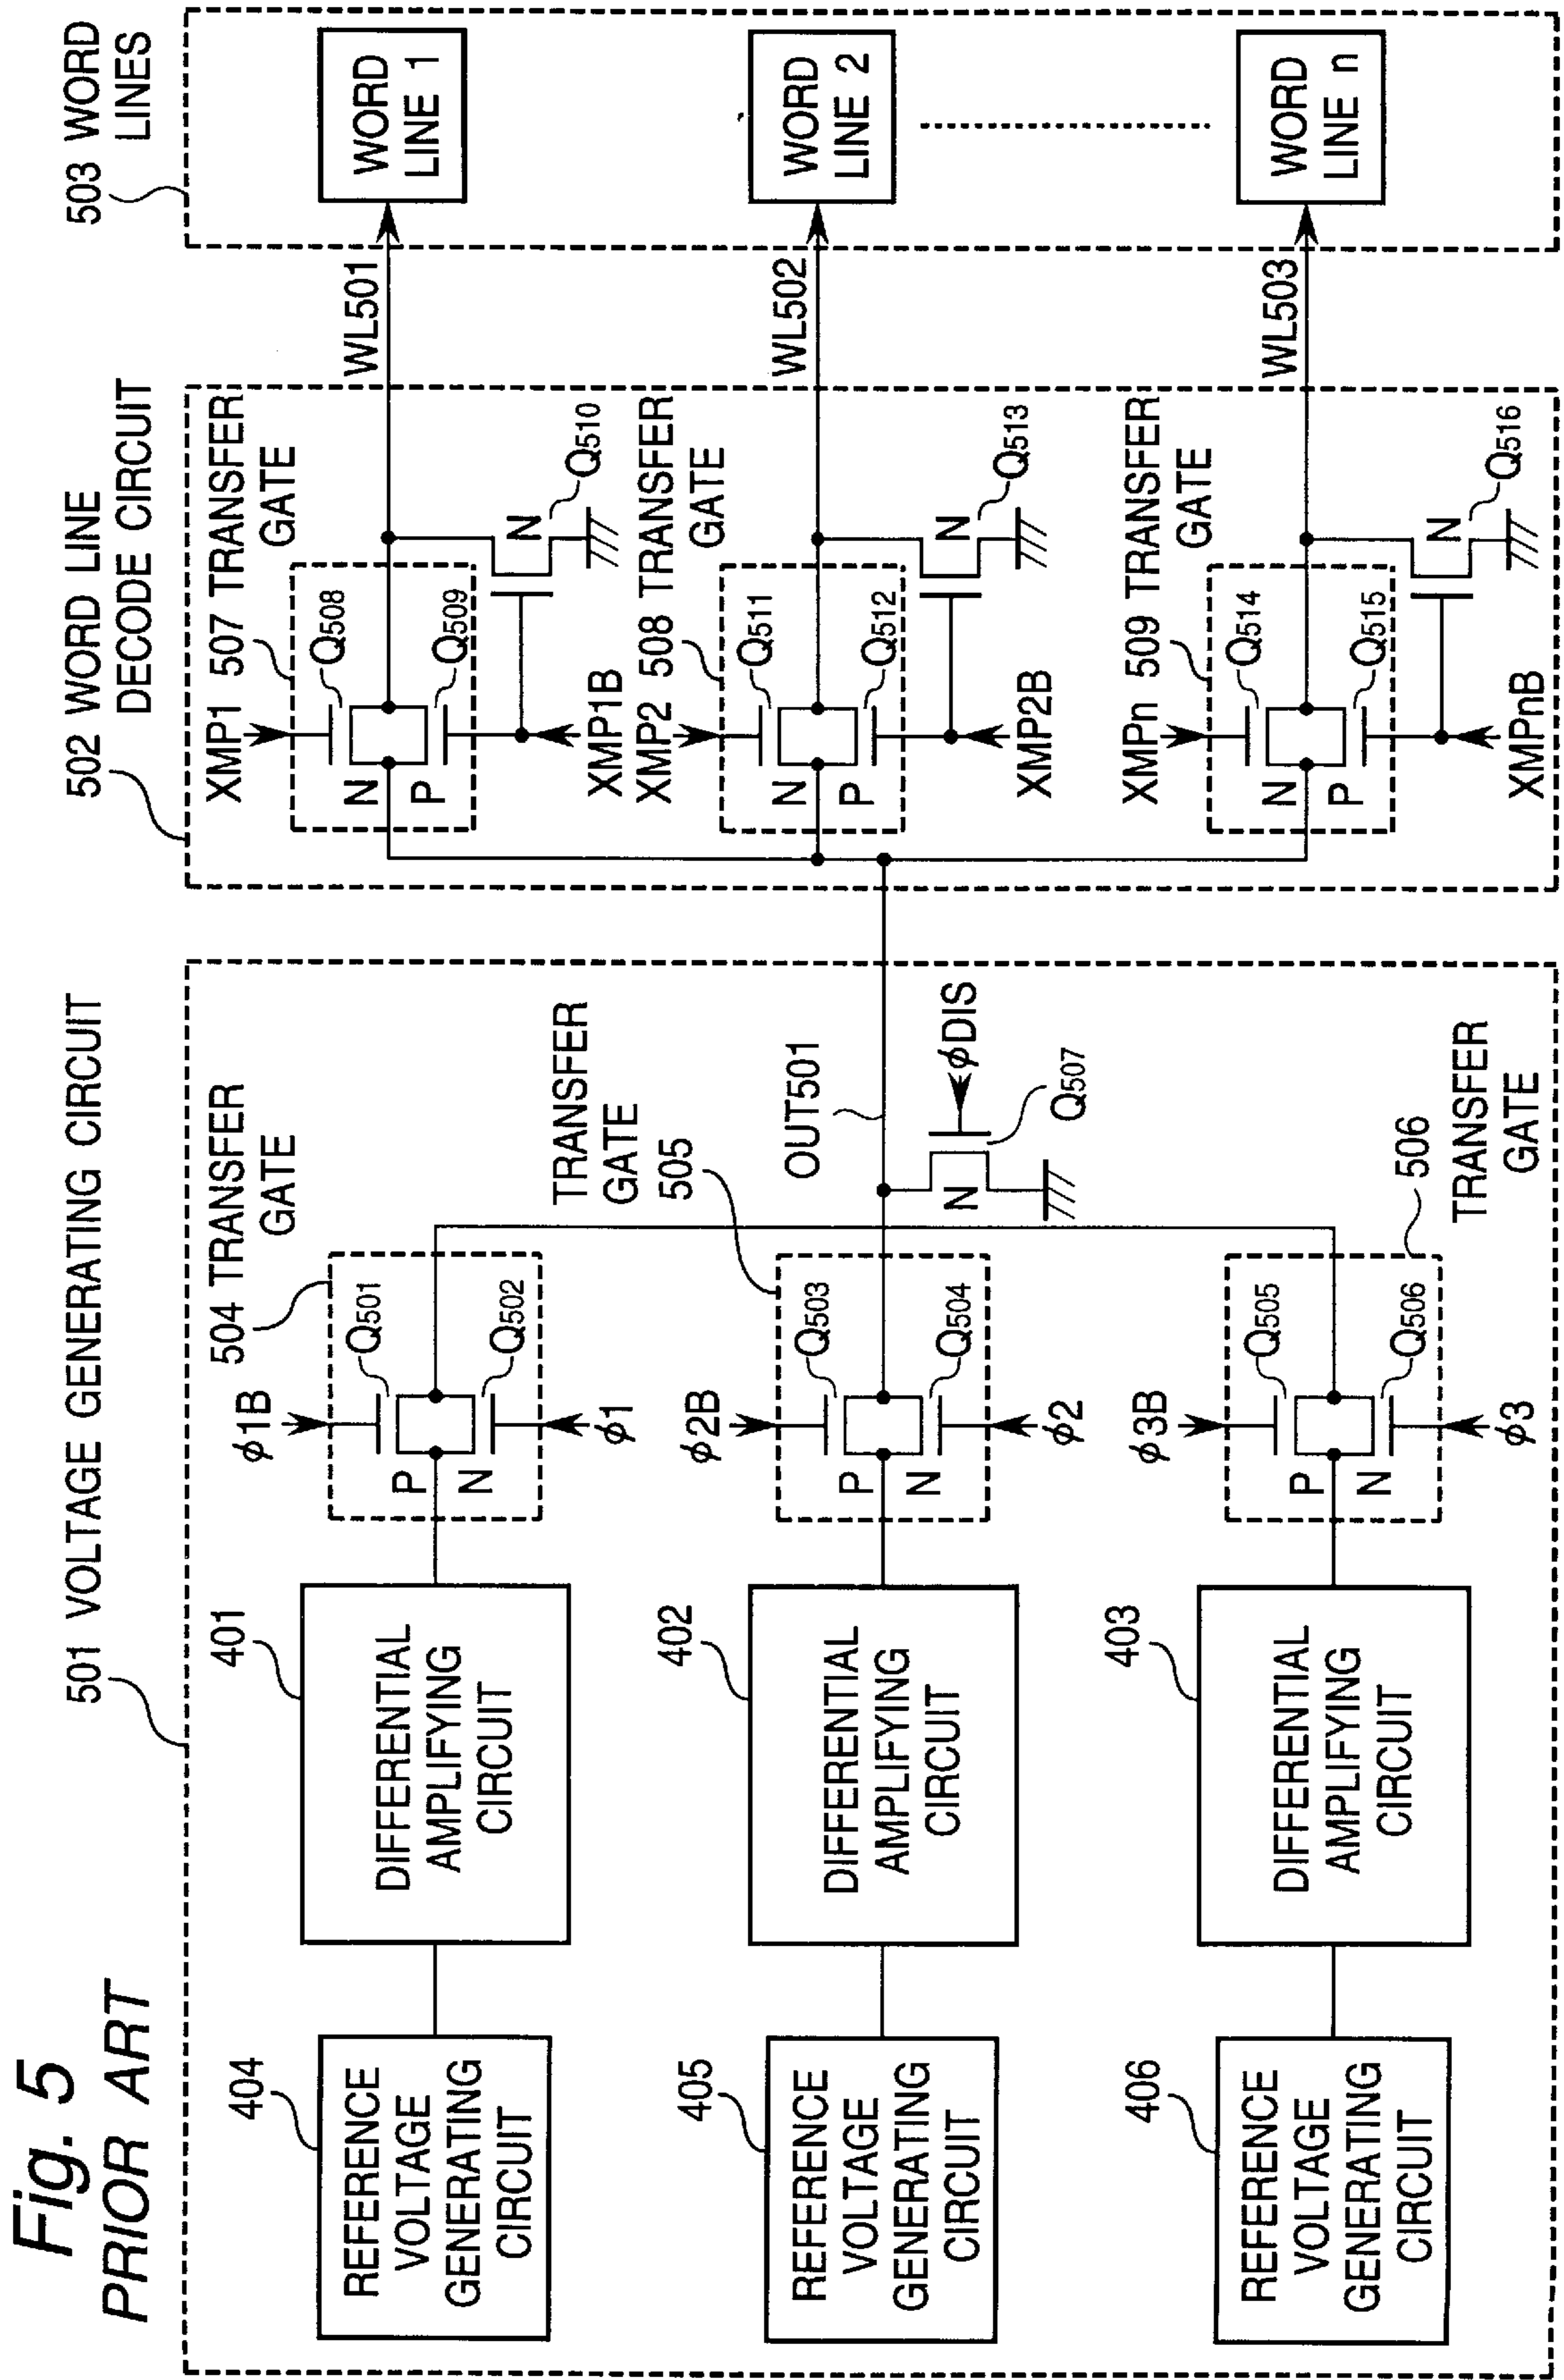 Fig. 5
PRIOR ART
501 VOLTAGE GENERATING CIRCUIT
502 WORD LINE
DECODE CIRCUIT
503 WORD
LINES
404
REFERENCE
VOLTAGE
GENERATING
CIRCUIT
401
DIFFERENTIAL
AMPLIFYING
CIRCUIT
504 TRANSFER
GATE
ϕ1B
Q501
P
N
Q502
ϕ1
405
REFERENCE
VOLTAGE
GENERATING
CIRCUIT
402
DIFFERENTIAL
AMPLIFYING
CIRCUIT
TRANSFER
GATE
505
ϕ2B
Q503
P
N
Q504
ϕ2
406
REFERENCE
VOLTAGE
GENERATING
CIRCUIT
403
DIFFERENTIAL
AMPLIFYING
CIRCUIT
506
TRANSFER
GATE
ϕ3B
Q505
P
N
Q506
ϕ3
OUT501
N
ϕDIS
Q507
XMP1
507 TRANSFER
GATE
Q508
N
P
Q509
XMP1B
N
Q510
WL501
WORD
LINE 1
XMP2
508 TRANSFER
GATE
Q511
N
P
Q512
XMP2B
N
Q513
WL502
WORD
LINE 2
XMPn
509 TRANSFER
GATE
Q514
N
P
Q515
XMPnB
N
Q516
WL503
WORD
LINE n